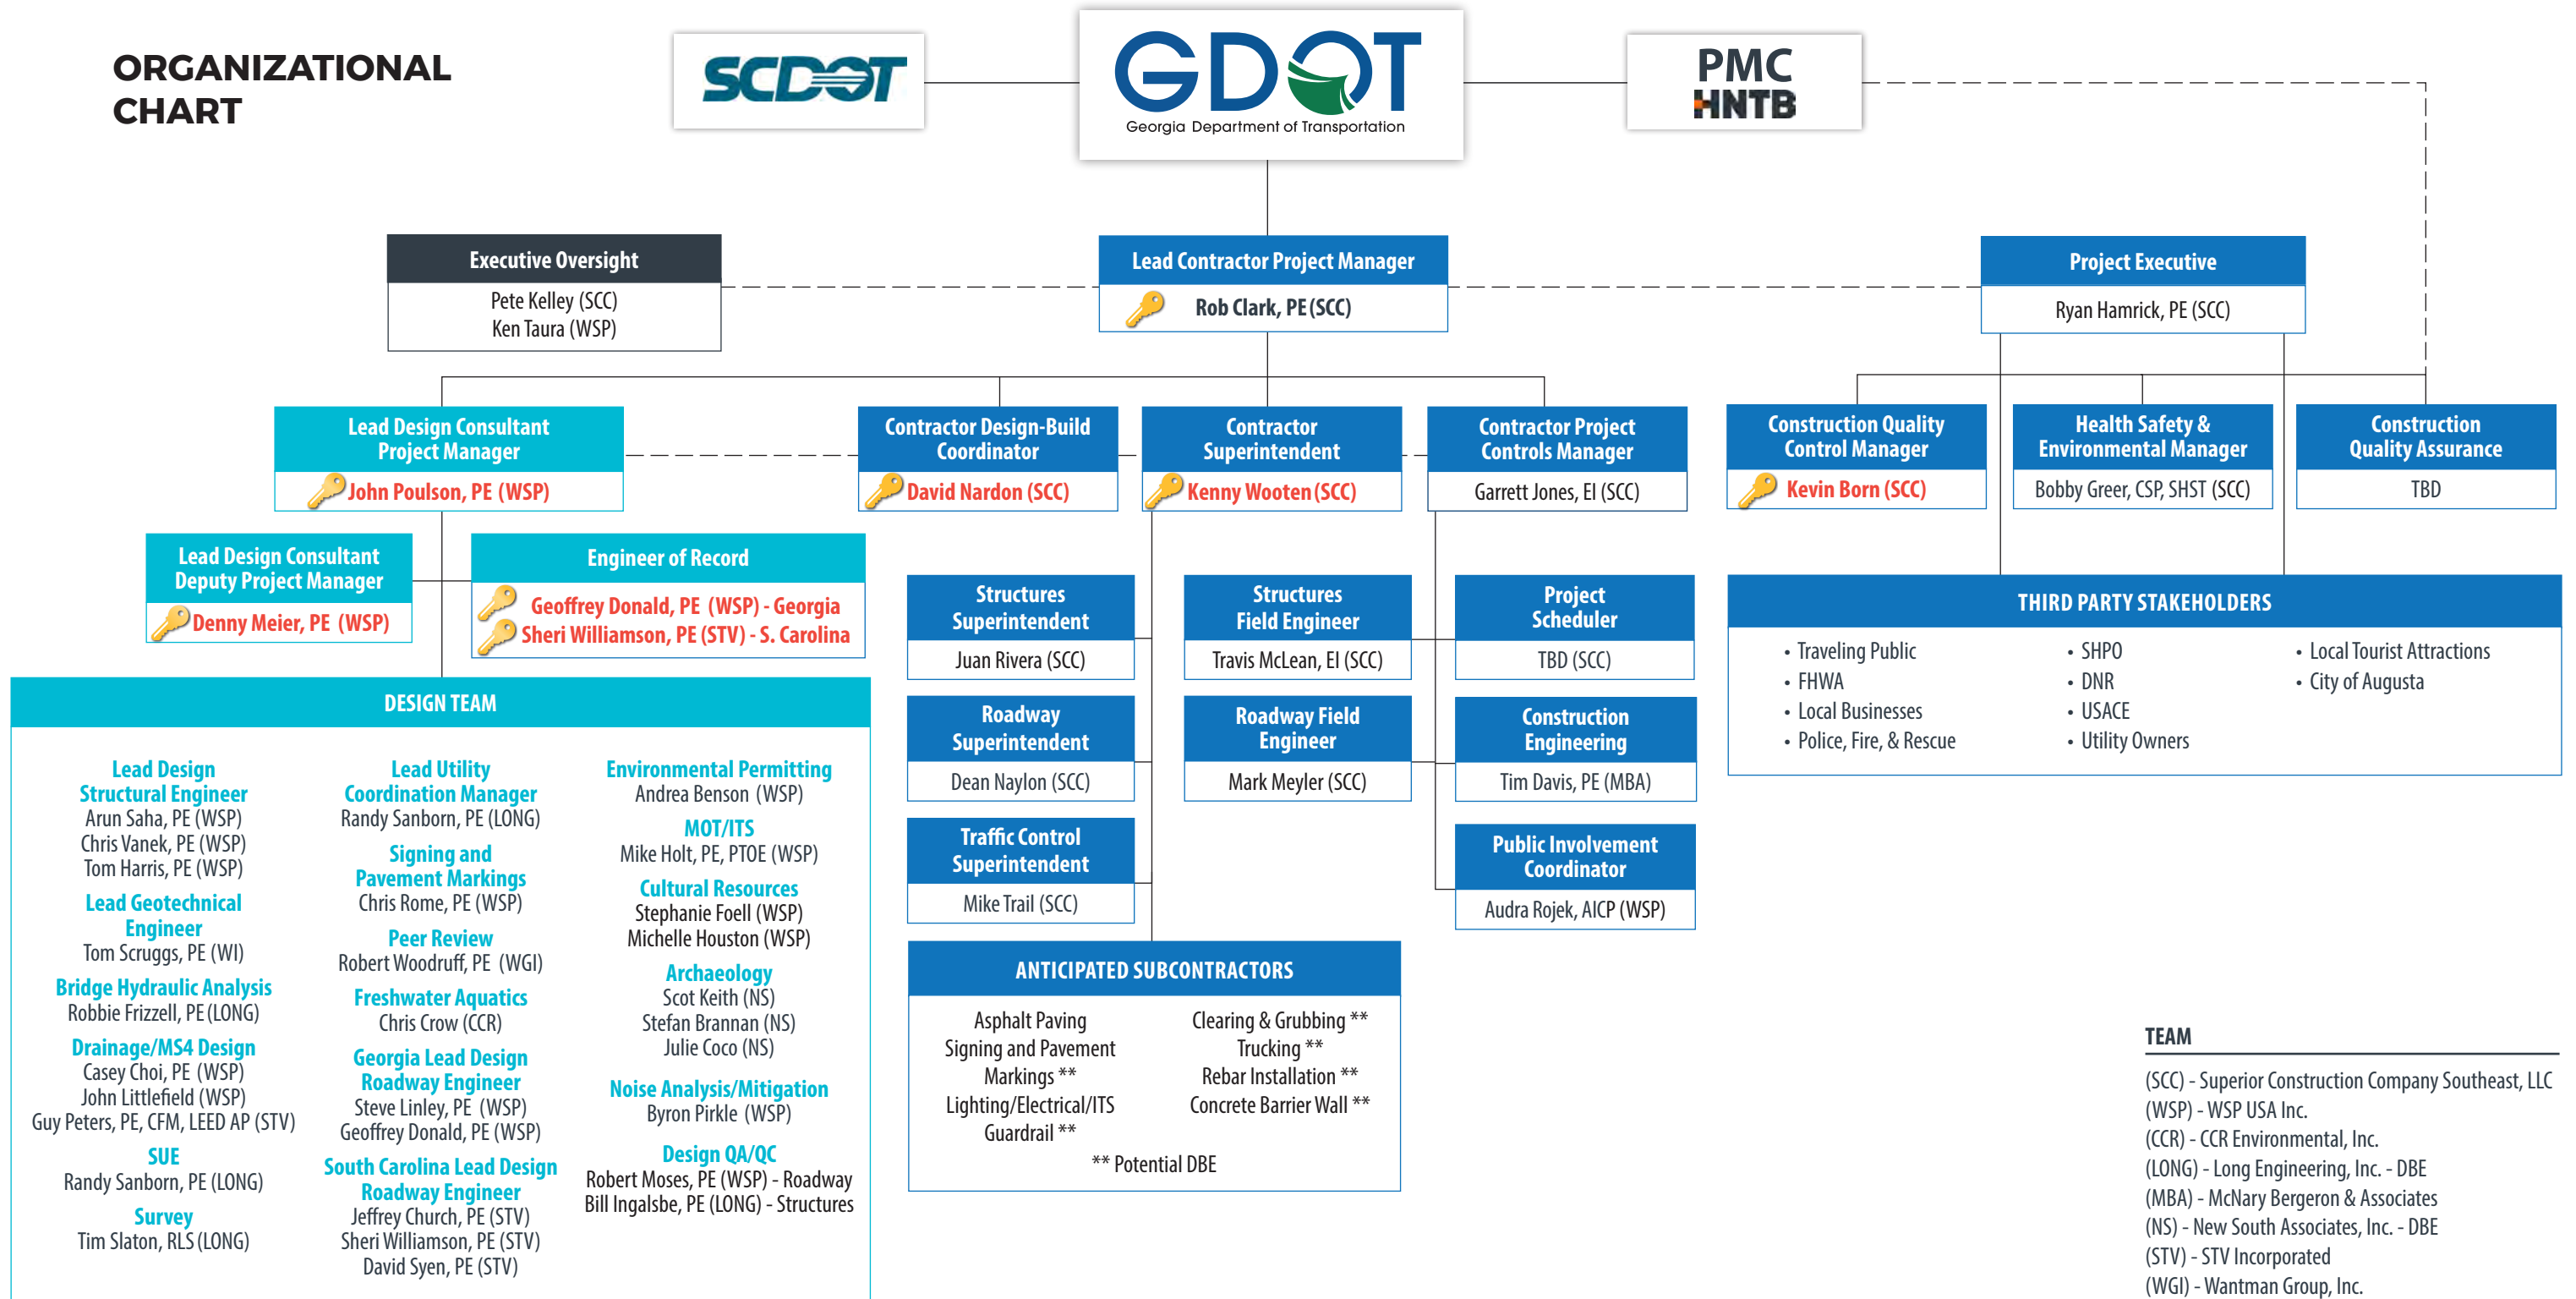 ORGANIZATIONAL
CHART
SCDOT
GDOT
Georgia Department of Transportation
PMC
HNTB
Executive Oversight
Pete Kelley (SCC)
Ken Taura (WSP)
Lead Contractor Project Manager
Rob Clark, PE (SCC)
Project Executive
Ryan Hamrick, PE (SCC)
Lead Design Consultant
Project Manager
John Poulson, PE (WSP)
Contractor Design-Build
Coordinator
David Nardon (SCC)
Contractor
Superintendent
Kenny Wooten (SCC)
Contractor Project
Controls Manager
Garrett Jones, EI (SCC)
Construction Quality
Control Manager
Kevin Born (SCC)
Health Safety &
Environmental Manager
Bobby Greer, CSP, SHST (SCC)
Construction
Quality Assurance
TBD
Lead Design Consultant
Deputy Project Manager
Denny Meier, PE (WSP)
Engineer of Record
Geoffrey Donald, PE (WSP) - Georgia
Sheri Williamson, PE (STV) - S. Carolina
Structures
Superintendent
Juan Rivera (SCC)
Structures
Field Engineer
Travis McLean, EI (SCC)
Project
Scheduler
TBD (SCC)
Roadway
Superintendent
Dean Naylon (SCC)
Roadway Field
Engineer
Mark Meyler (SCC)
Construction
Engineering
Tim Davis, PE (MBA)
Traffic Control
Superintendent
Mike Trail (SCC)
Public Involvement
Coordinator
Audra Rojek, AICP (WSP)
THIRD PARTY STAKEHOLDERS
• Traveling Public
• FHWA
• Local Businesses
• Police, Fire, & Rescue
• SHPO
• DNR
• USACE
• Utility Owners
• Local Tourist Attractions
• City of Augusta
DESIGN TEAM
Lead Design
Structural Engineer
Arun Saha, PE (WSP)
Chris Vanek, PE (WSP)
Tom Harris, PE (WSP)
Lead Geotechnical
Engineer
Tom Scruggs, PE (WI)
Bridge Hydraulic Analysis
Robbie Frizzell, PE (LONG)
Drainage/MS4 Design
Casey Choi, PE (WSP)
John Littlefield (WSP)
Guy Peters, PE, CFM, LEED AP (STV)
SUE
Randy Sanborn, PE (LONG)
Survey
Tim Slaton, RLS (LONG)
Lead Utility
Coordination Manager
Randy Sanborn, PE (LONG)
Signing and
Pavement Markings
Chris Rome, PE (WSP)
Peer Review
Robert Woodruff, PE (WGI)
Freshwater Aquatics
Chris Crow (CCR)
Georgia Lead Design
Roadway Engineer
Steve Linley, PE (WSP)
Geoffrey Donald, PE (WSP)
South Carolina Lead Design
Roadway Engineer
Jeffrey Church, PE (STV)
Sheri Williamson, PE (STV)
David Syen, PE (STV)
Environmental Permitting
Andrea Benson (WSP)
MOT/ITS
Mike Holt, PE, PTOE (WSP)
Cultural Resources
Stephanie Foell (WSP)
Michelle Houston (WSP)
Archaeology
Scot Keith (NS)
Stefan Brannan (NS)
Julie Coco (NS)
Noise Analysis/Mitigation
Byron Pirkle (WSP)
Design QA/QC
Robert Moses, PE (WSP) - Roadway
Bill Ingalsbe, PE (LONG) - Structures
ANTICIPATED SUBCONTRACTORS
Asphalt Paving
Signing and Pavement
Markings **
Lighting/Electrical/ITS
Guardrail **
Clearing & Grubbing **
Trucking **
Rebar Installation **
Concrete Barrier Wall **
** Potential DBE
TEAM
(SCC) - Superior Construction Company Southeast, LLC
(WSP) - WSP USA Inc.
(CCR) - CCR Environmental, Inc.
(LONG) - Long Engineering, Inc. - DBE
(MBA) - McNary Bergeron & Associates
(NS) - New South Associates, Inc. - DBE
(STV) - STV Incorporated
(WGI) - Wantman Group, Inc.